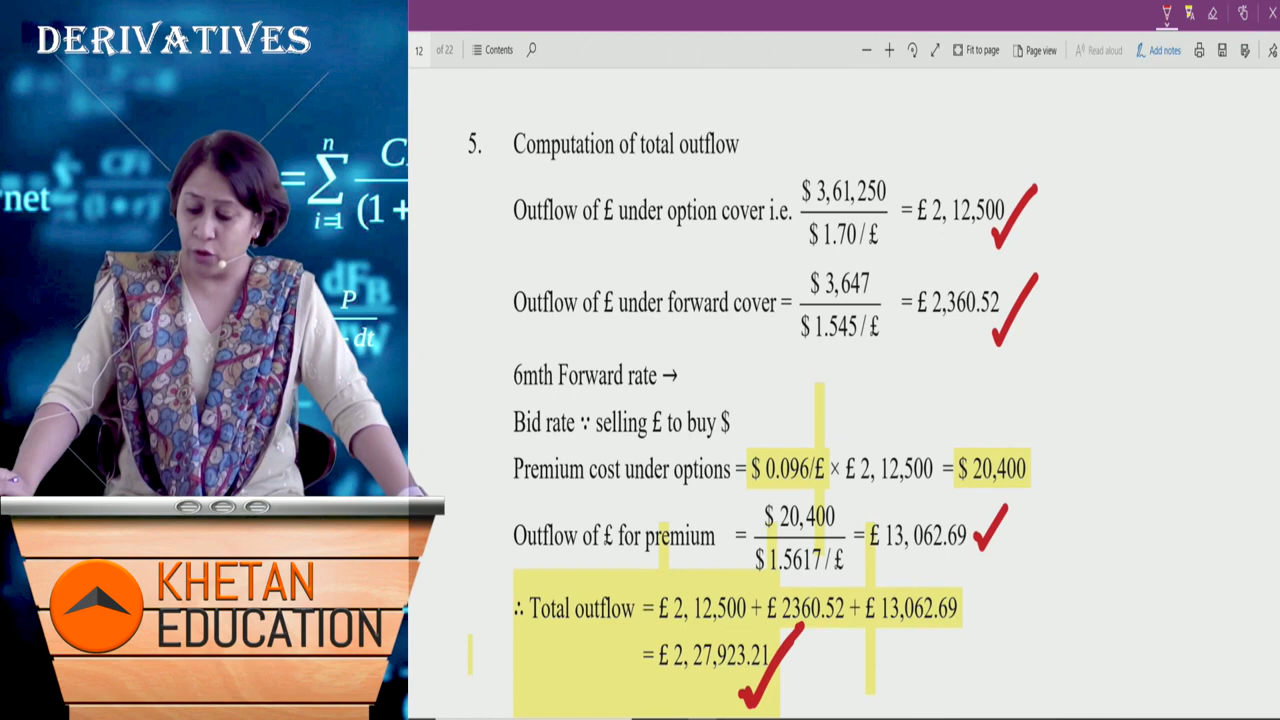 DERIVATIVES
12 of 22 Contents Fit to page Page view Read aloud Add notes
5. Computation of total outflow
Outflow of £ under option cover i.e. $ 3,61,250 / $ 1.70 / £ = £ 2, 12,500
Outflow of £ under forward cover = $ 3,647 / $ 1.545 / £ = £ 2,360.52
6mth Forward rate →
Bid rate ∵ selling £ to buy $
Premium cost under options = $ 0.096/£ × £ 2, 12,500 = $ 20,400
Outflow of £ for premium = $ 20,400 / $ 1.5617 / £ = £ 13, 062.69
∴ Total outflow = £ 2, 12,500 + £ 2360.52 + £ 13,062.69
= £ 2, 27,923.21
net
= n ∑ i=1 C
(1+
P
-dt
KHETAN
EDUCATION